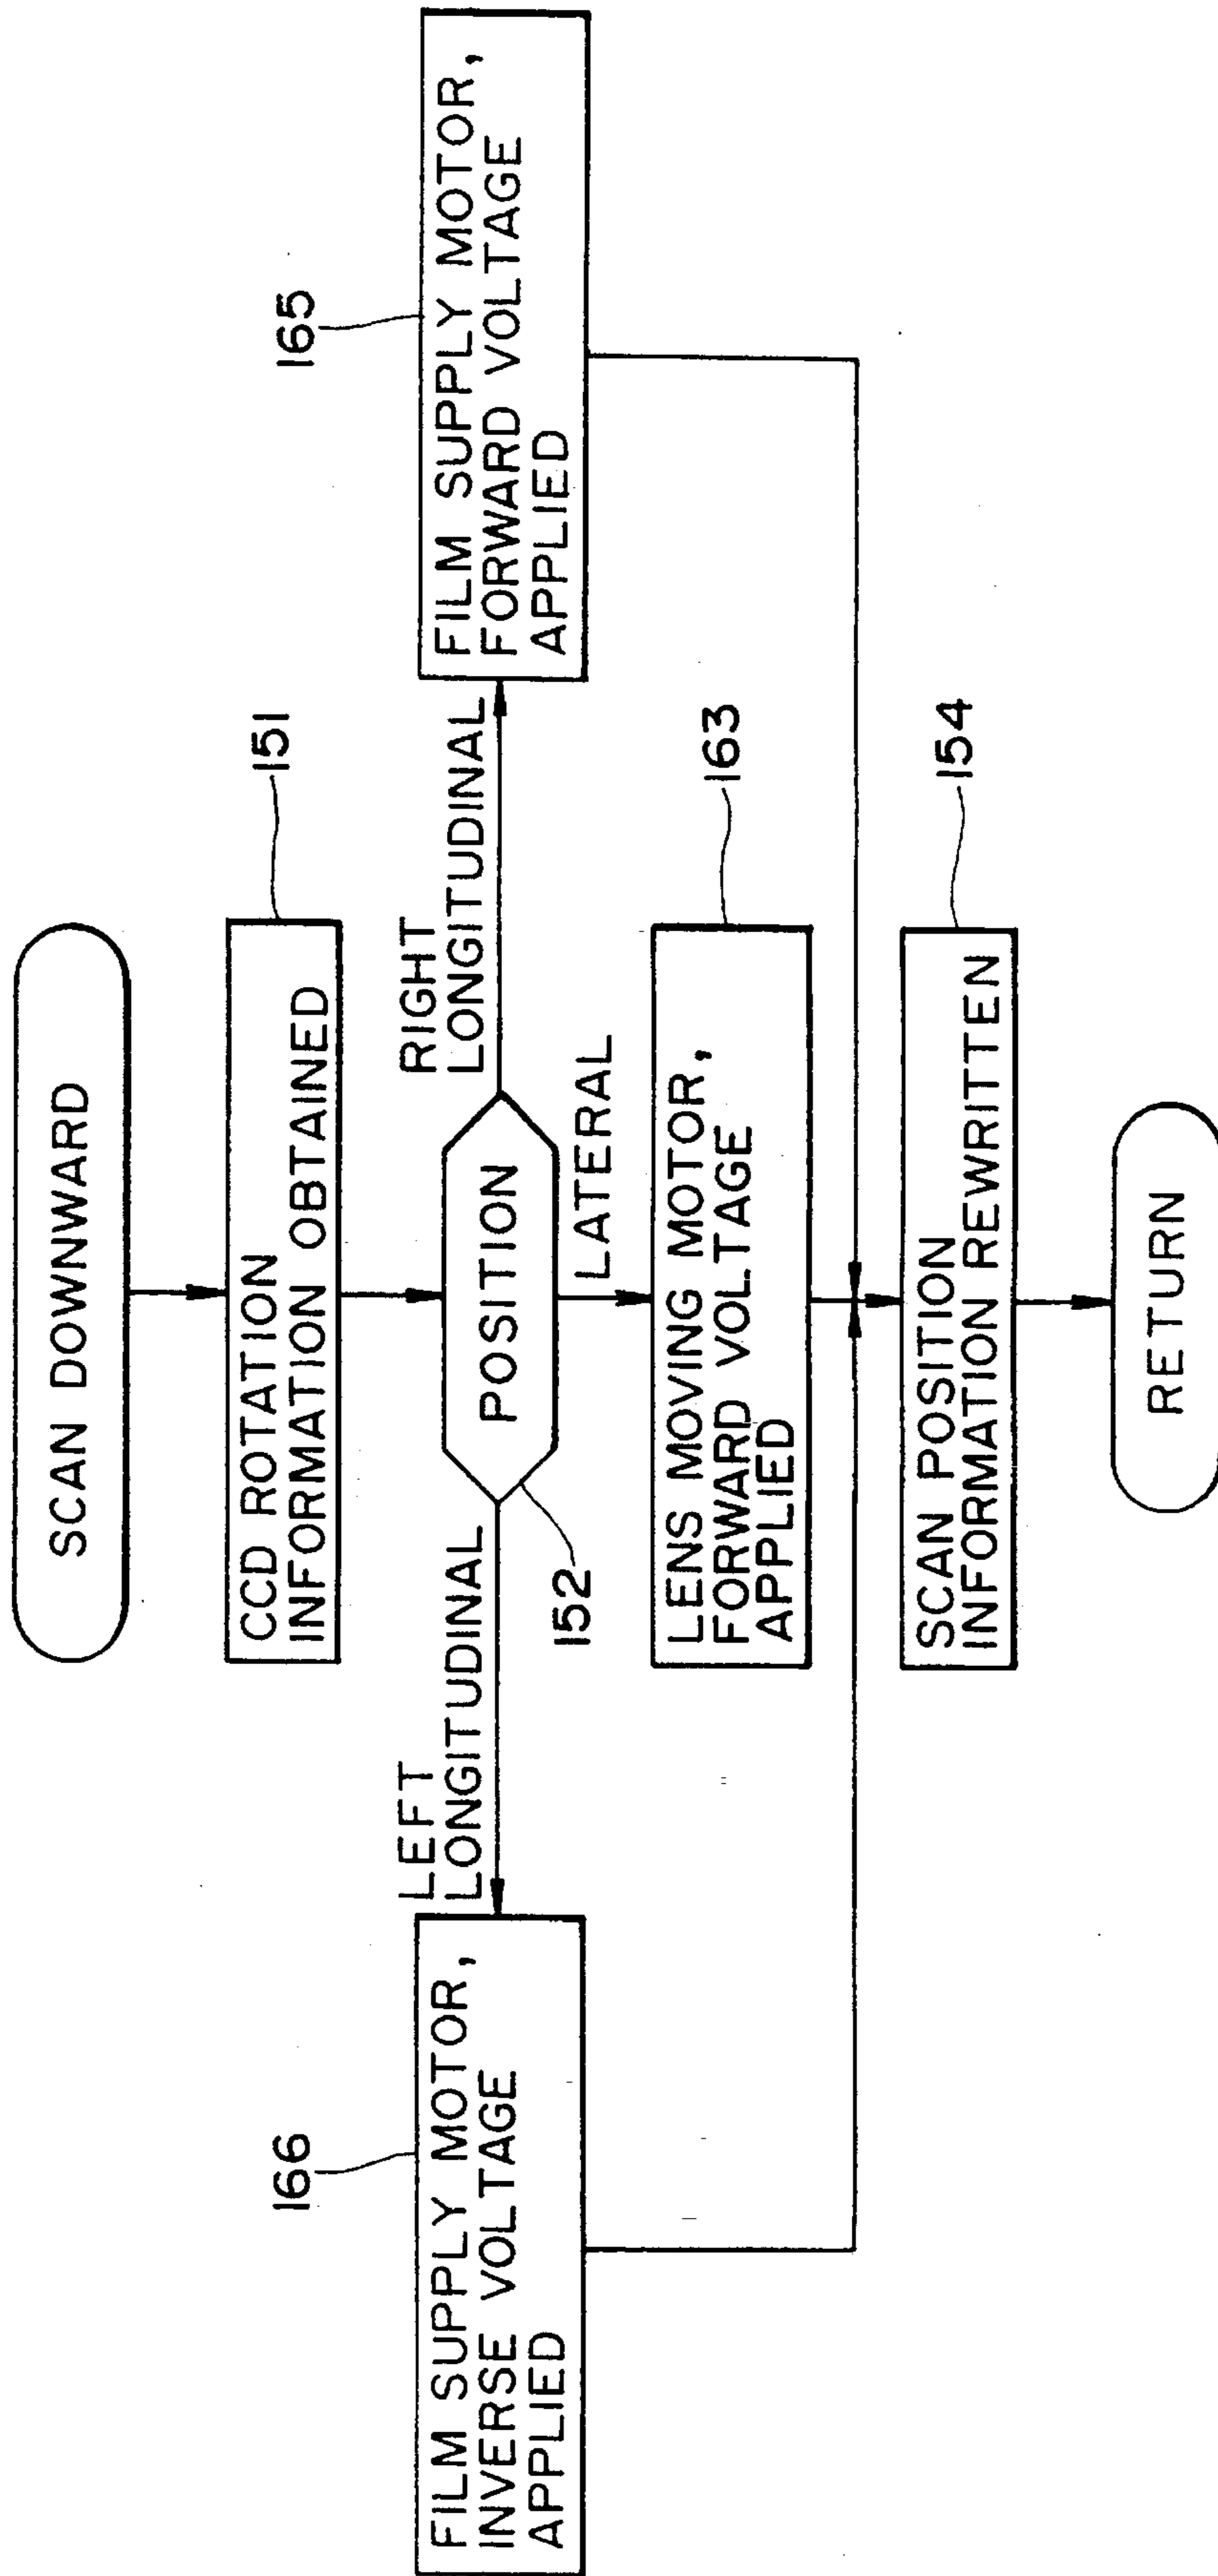 SCAN DOWNWARD
CCD ROTATION
INFORMATION OBTAINED
151
POSITION
152
LEFT
LONGITUDINAL
RIGHT
LONGITUDINAL
LATERAL
166
FILM SUPPLY MOTOR,
INVERSE VOLTAGE
APPLIED
165
FILM SUPPLY MOTOR,
FORWARD VOLTAGE
APPLIED
163
LENS MOVING MOTOR,
FORWARD VOLTAGE
APPLIED
154
SCAN POSITION
INFORMATION REWRITTEN
RETURN